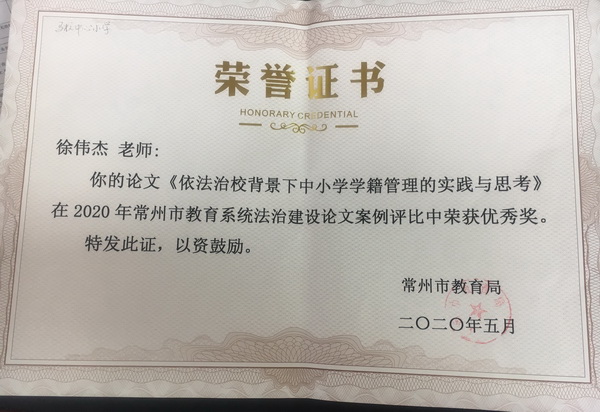 荣誉证书
HONORARY CREDENTIAL
徐伟杰 老师:
你的论文《依法治校背景下中小学学籍管理的实践与思考》
在 2020 年常州市教育系统法治建设论文案例评比中荣获优秀奖。
特发此证，以资鼓励。
常州市教育局
二〇二〇年五月